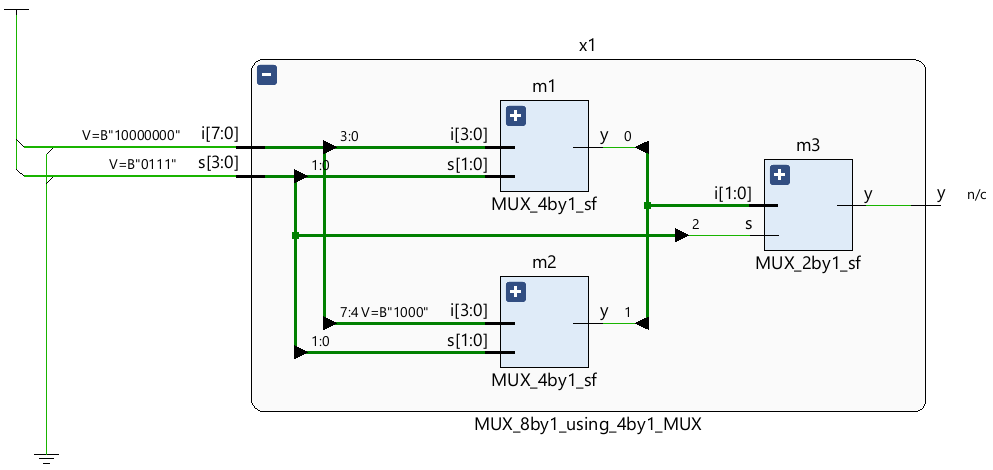 x1
m1
V=B"10000000" i[7:0] 3:0 i[3:0] y 0
V=B"0111" s[3:0] 1:0 s[1:0]
MUX_4by1_sf
m3
i[1:0] y y n/c
2 s
MUX_2by1_sf
m2
7:4 V=B"1000" i[3:0] y 1
1:0 s[1:0]
MUX_4by1_sf
MUX_8by1_using_4by1_MUX